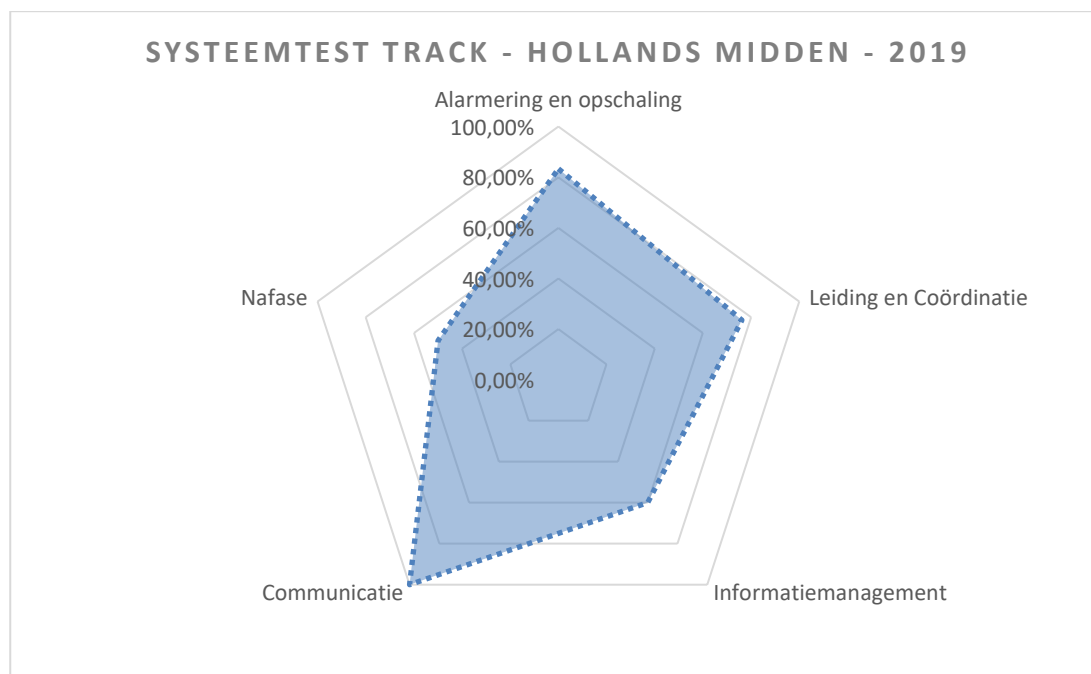 SYSTEEMTEST TRACK - HOLLANDS MIDDEN - 2019
Alarmering en opschaling
100,00%
80,00%
60,00%
40,00%
20,00%
0,00%
Nafase
Leiding en Coördinatie
Communicatie
Informatiemanagement